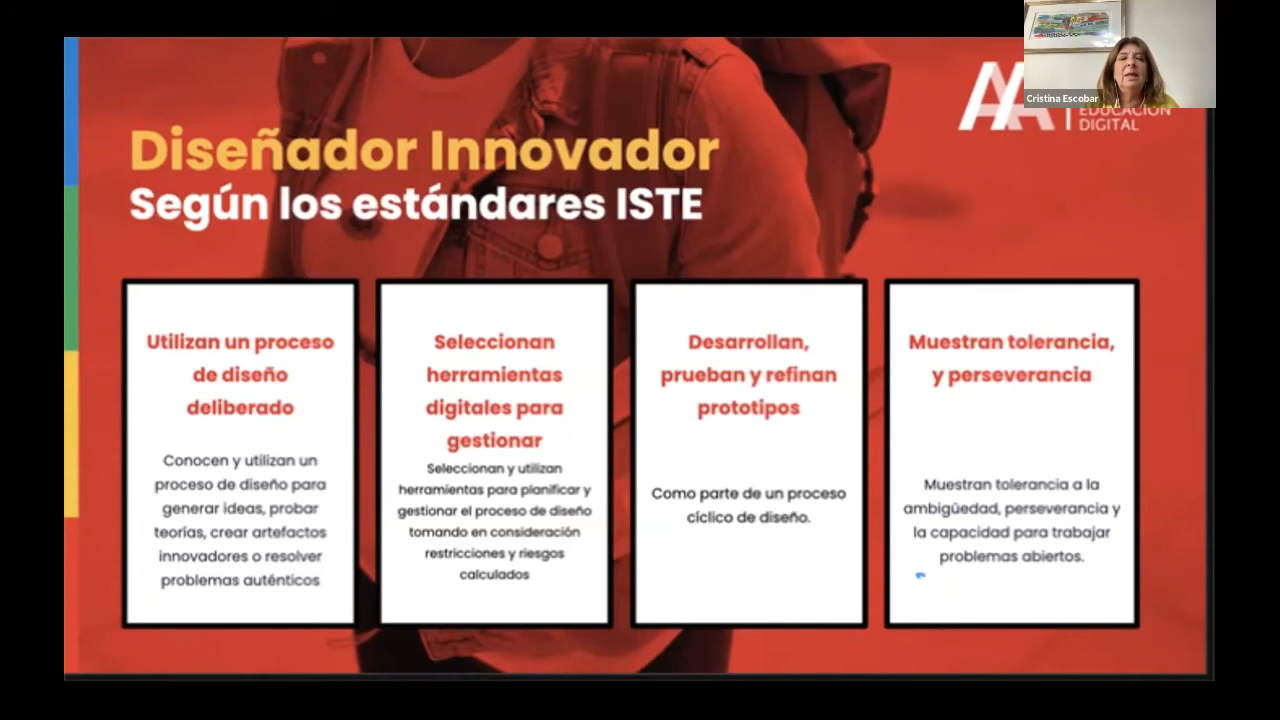 Cristina Escobar
EDUCACIÓN
DIGITAL
Diseñador Innovador
Según los estándares ISTE
Utilizan un proceso
de diseño
deliberado
Conocen y utilizan un
proceso de diseño para
generar ideas, probar
teorías, crear artefactos
innovadores o resolver
problemas auténticos
Seleccionan
herramientas
digitales para
gestionar
Seleccionan y utilizan
herramientas para planificar y
gestionar el proceso de diseño
tomando en consideración
restricciones y riesgos
calculados
Desarrollan,
prueban y refinan
prototipos
Como parte de un proceso
cíclico de diseño.
Muestran tolerancia,
y perseverancia
Muestran tolerancia a la
ambigüedad, perseverancia y
la capacidad para trabajar
problemas abiertos.